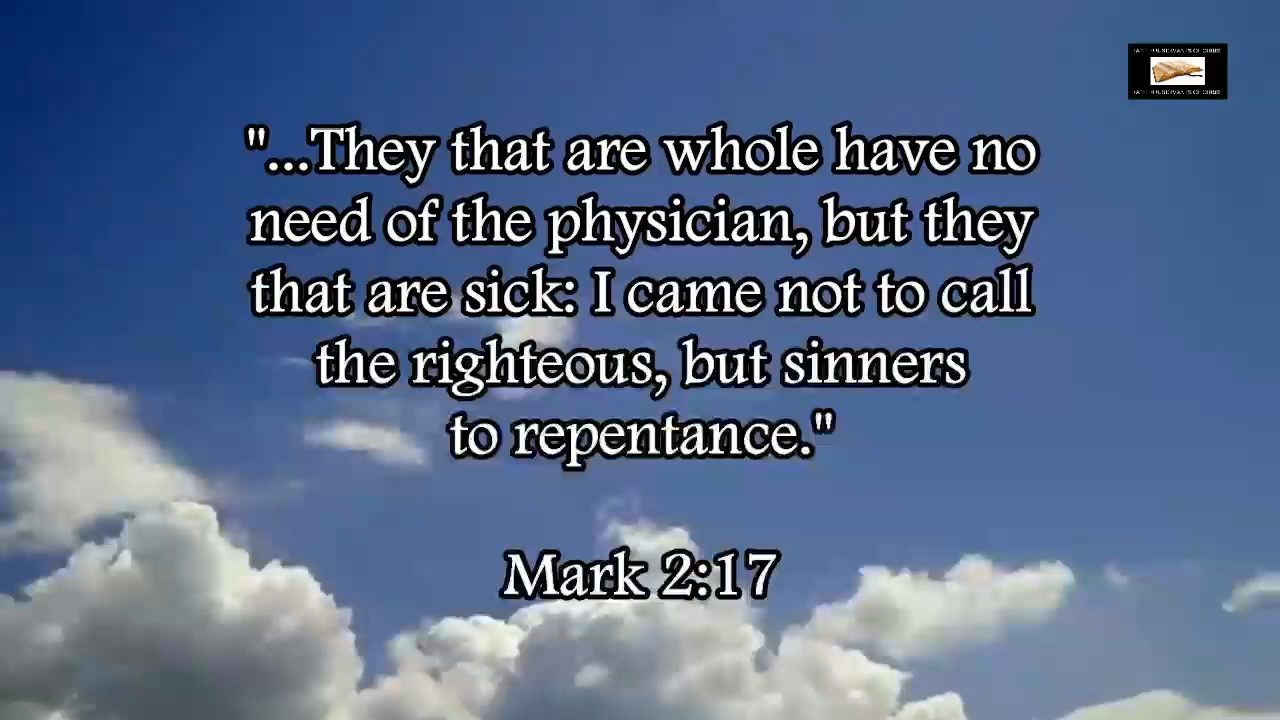 "...They that are whole have no
need of the physician, but they
that are sick: I came not to call
the righteous, but sinners
to repentance."
Mark 2:17